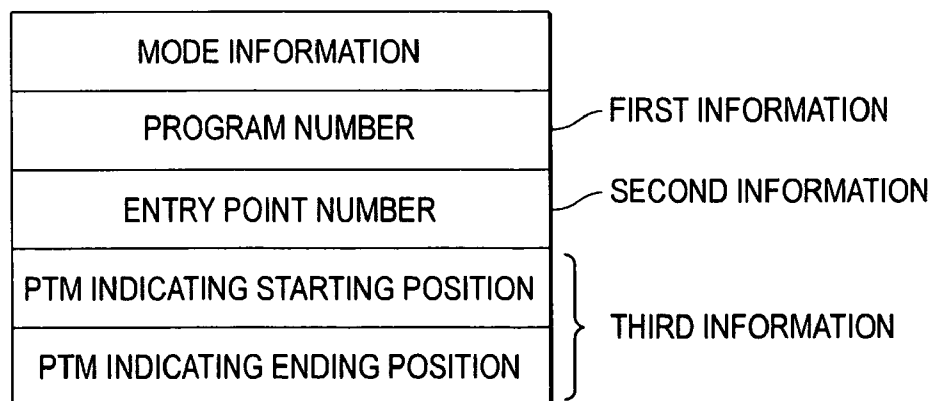 MODE INFORMATION
PROGRAM NUMBER
FIRST INFORMATION
ENTRY POINT NUMBER
SECOND INFORMATION
PTM INDICATING STARTING POSITION
THIRD INFORMATION
PTM INDICATING ENDING POSITION